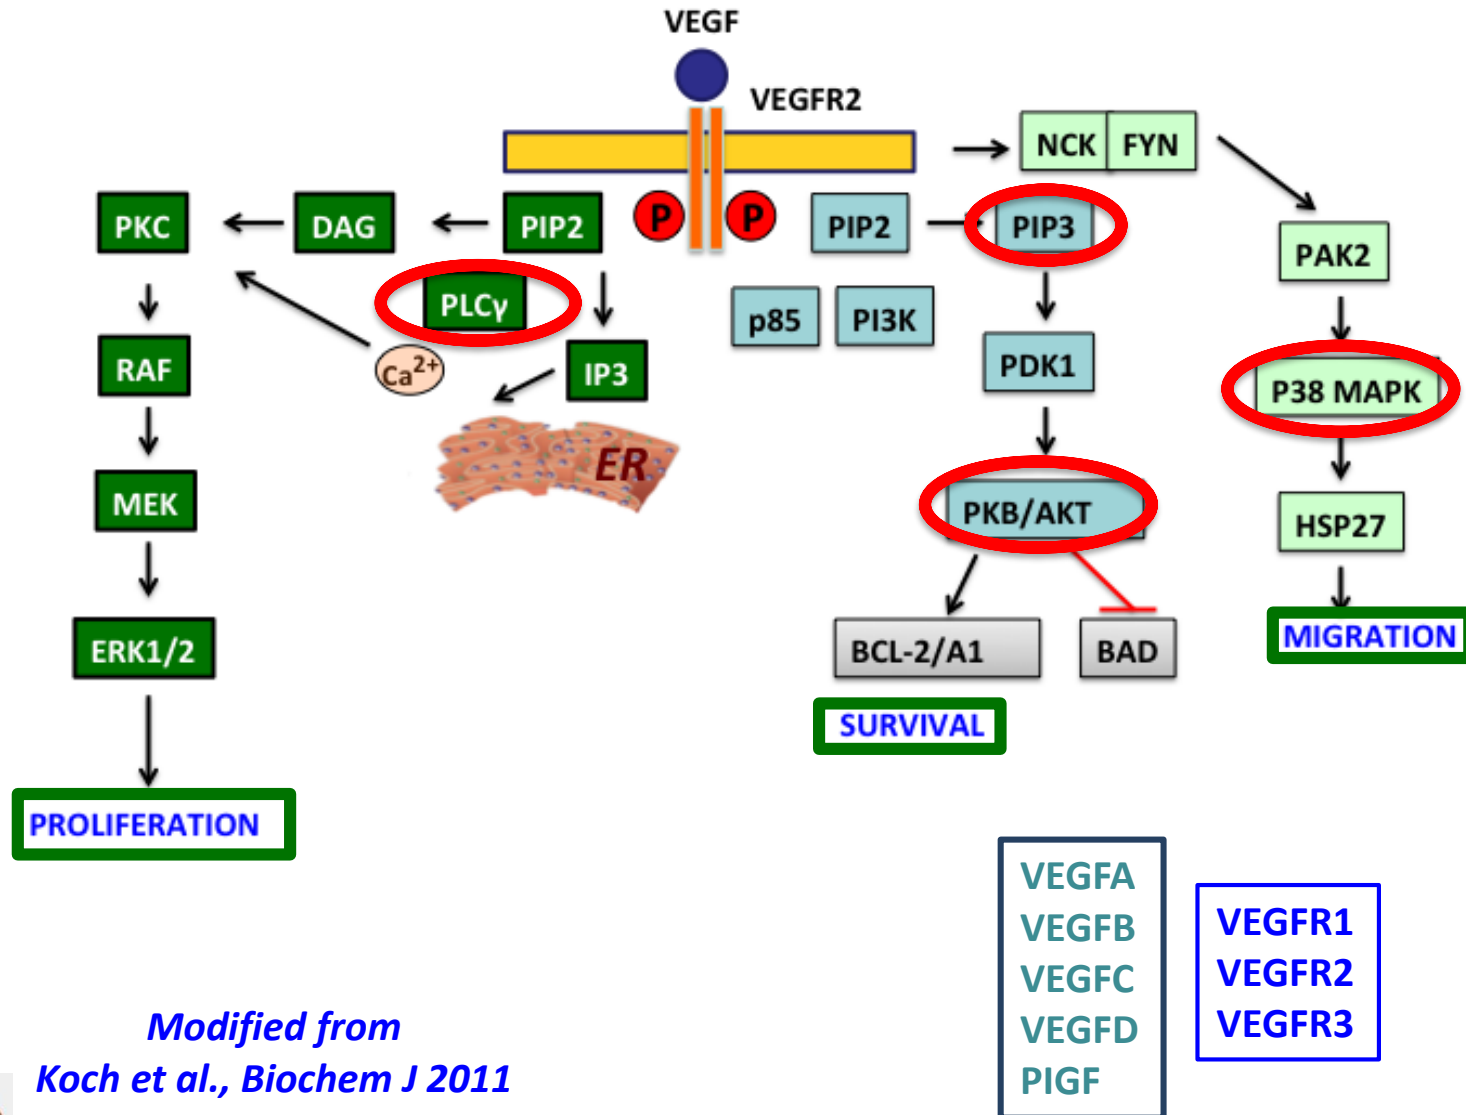 VEGF
VEGFR2
NCK FYN
PKC
DAG
PIP2
P
P
PIP2
PIP3
PAK2
PLCγ
p85
PI3K
RAF
Ca2+
IP3
PDK1
P38 MAPK
ER
MEK
PKB/AKT
HSP27
ERK1/2
BCL-2/A1
BAD
MIGRATION
SURVIVAL
PROLIFERATION
VEGFA
VEGFB
VEGFC
VEGFD
PIGF
VEGFR1
VEGFR2
VEGFR3
Modified from
Koch et al., Biochem J 2011